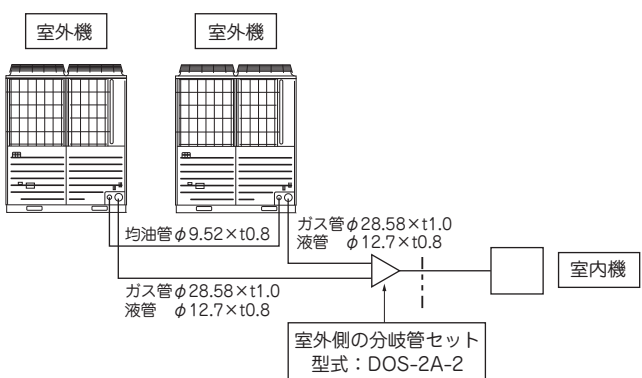 室外機
室外機
均油管φ9.52×t0.8
ガス管φ28.58×t1.0
液管 φ12.7×t0.8
ガス管φ28.58×t1.0
液管 φ12.7×t0.8
室内機
室外側の分岐管セット
型式：DOS-2A-2